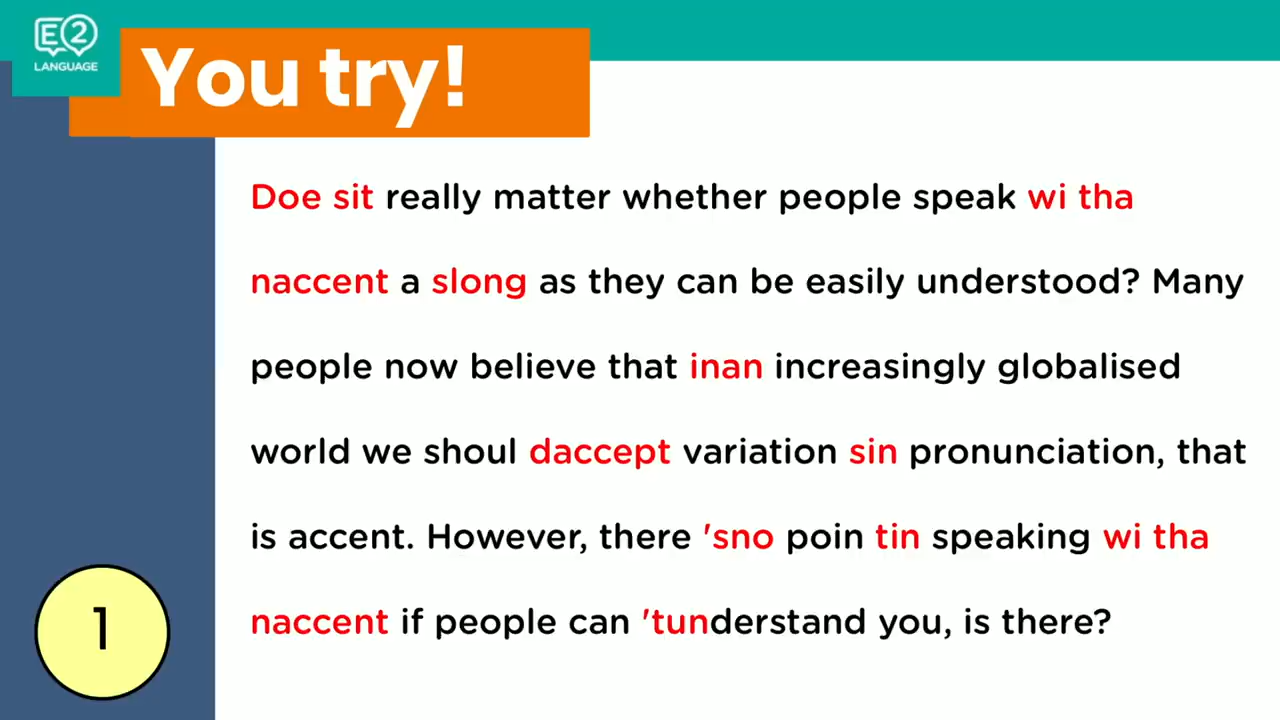 E2
LANGUAGE
You try!
Doe sit really matter whether people speak wi tha
naccent a slong as they can be easily understood? Many
people now believe that inan increasingly globalised
world we shoul daccept variation sin pronunciation, that
is accent. However, there 'sno poin tin speaking wi tha
naccent if people can 'tunderstand you, is there?
1